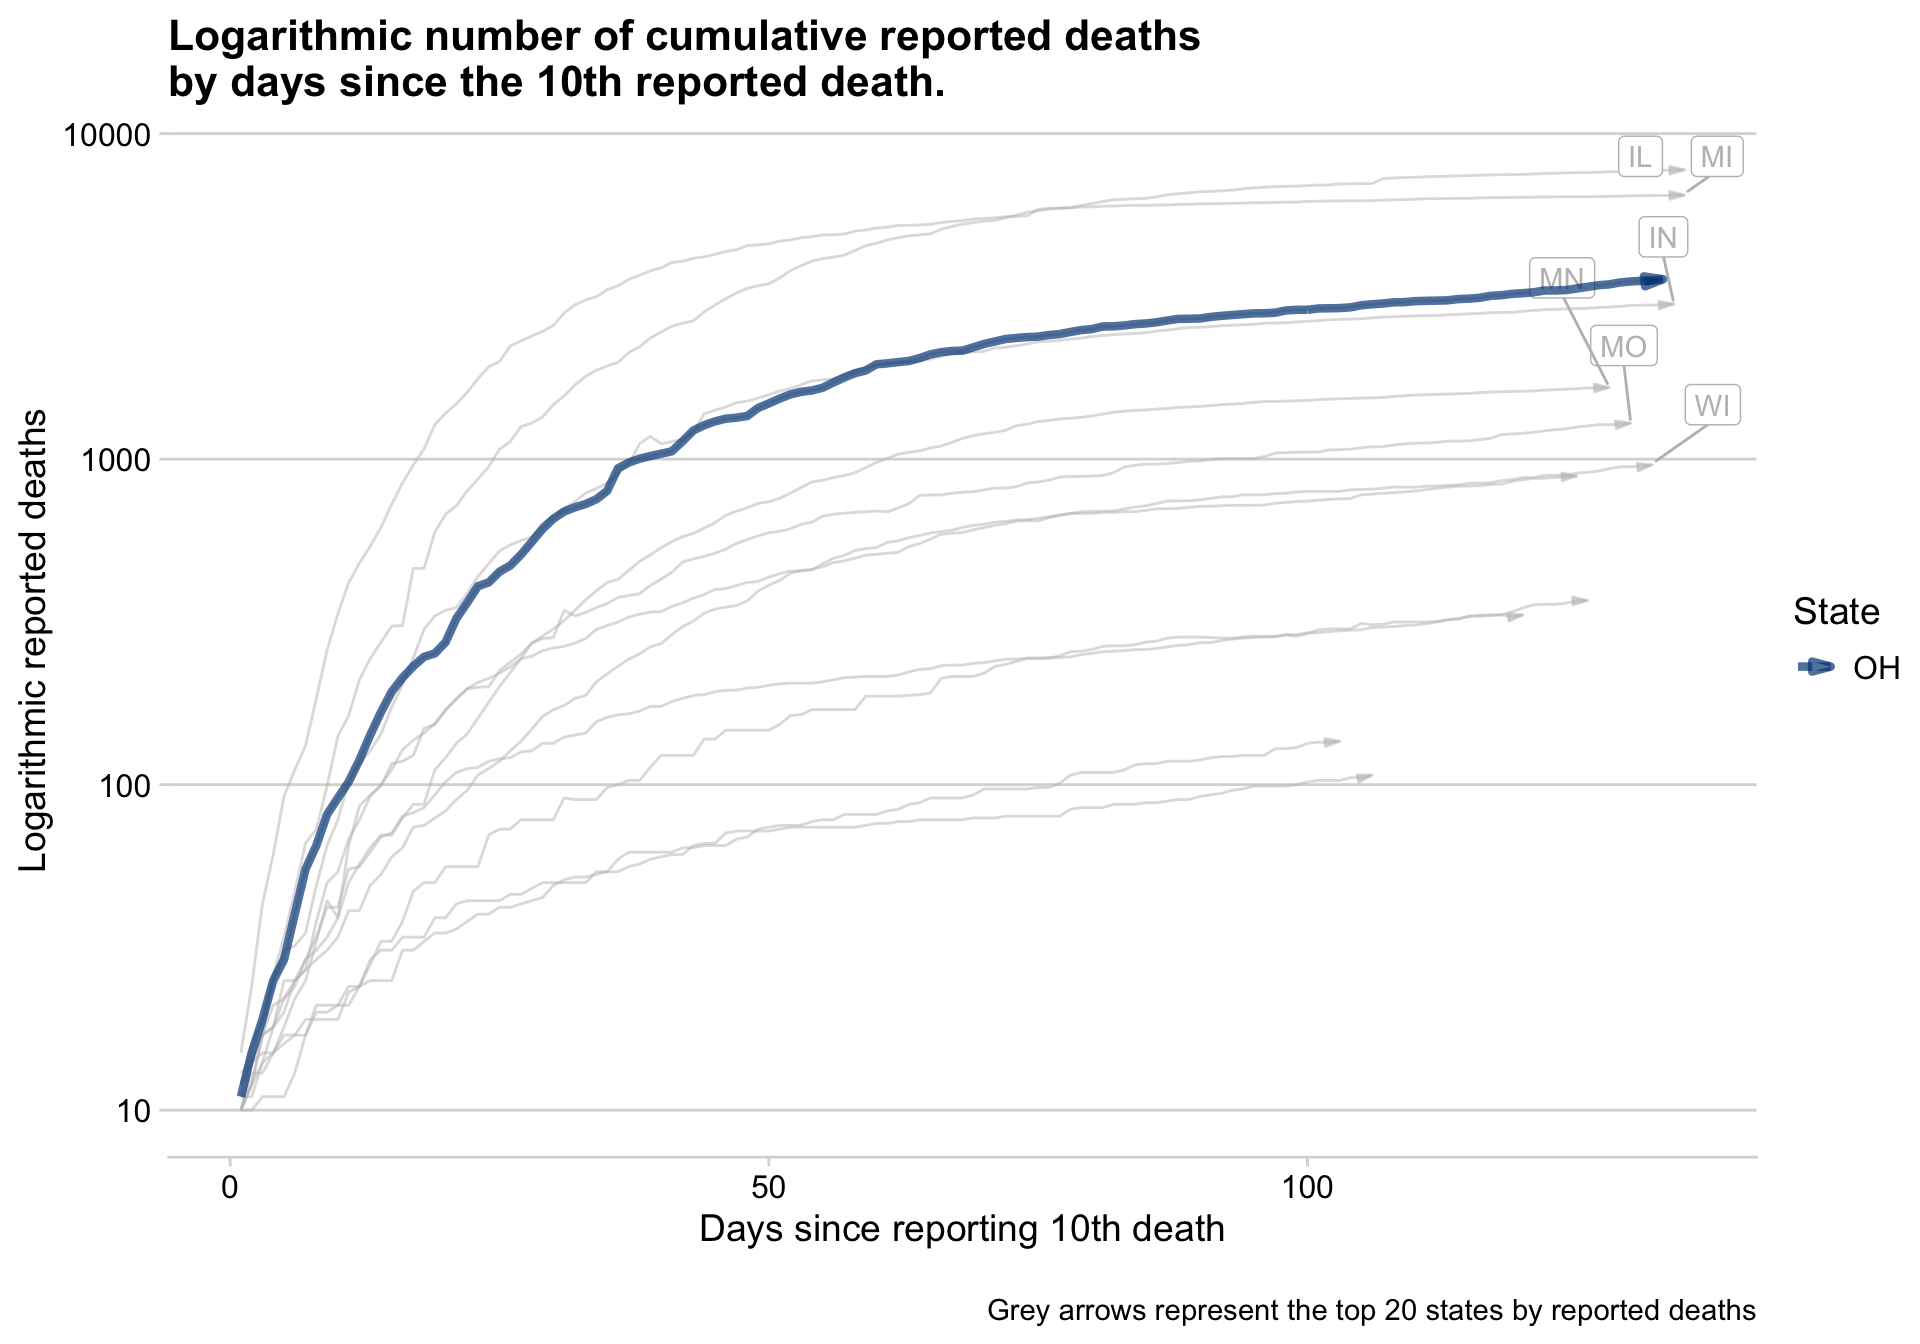 Logarithmic number of cumulative reported deaths
by days since the 10th reported death.
10000
1000
100
10
Logarithmic reported deaths
IL
MI
IN
MN
MO
WI
State
OH
0
50
100
Days since reporting 10th death
Grey arrows represent the top 20 states by reported deaths